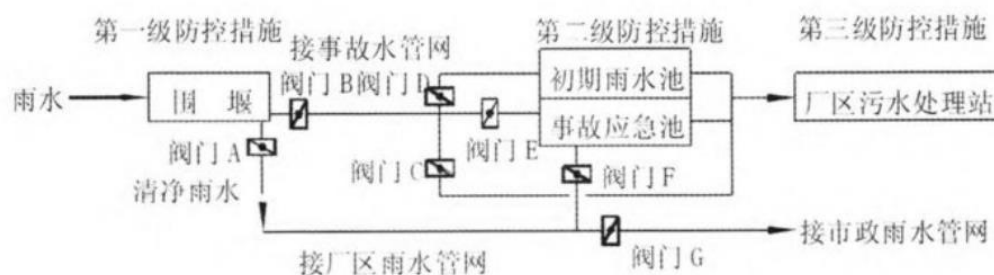 第一级防控措施
接事故水管网
第二级防控措施
第三级防控措施
雨水
围堰
阀门B
阀门D
初期雨水池
事故应急池
厂区污水处理站
阀门A
阀门E
阀门C
阀门F
清净雨水
接厂区雨水管网
阀门G
接市政雨水管网